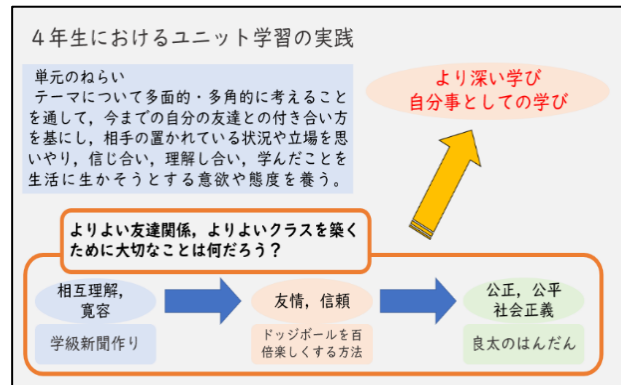 ４年生におけるユニット学習の実践
単元のねらい
テーマについて多面的・多角的に考えること
を通して，今までの自分の友達との付き合い方
を基にし，相手の置かれている状況や立場を思
いやり，信じ合い，理解し合い，学んだことを
生活に生かそうとする意欲や態度を養う。
より深い学び
自分事としての学び
よりよい友達関係，よりよいクラスを築く
ために大切なことは何だろう？
相互理解，
寛容
学級新聞作り
友情，信頼
ドッジボールを百
倍楽しくする方法
公正，公平
社会正義
良太のはんだん